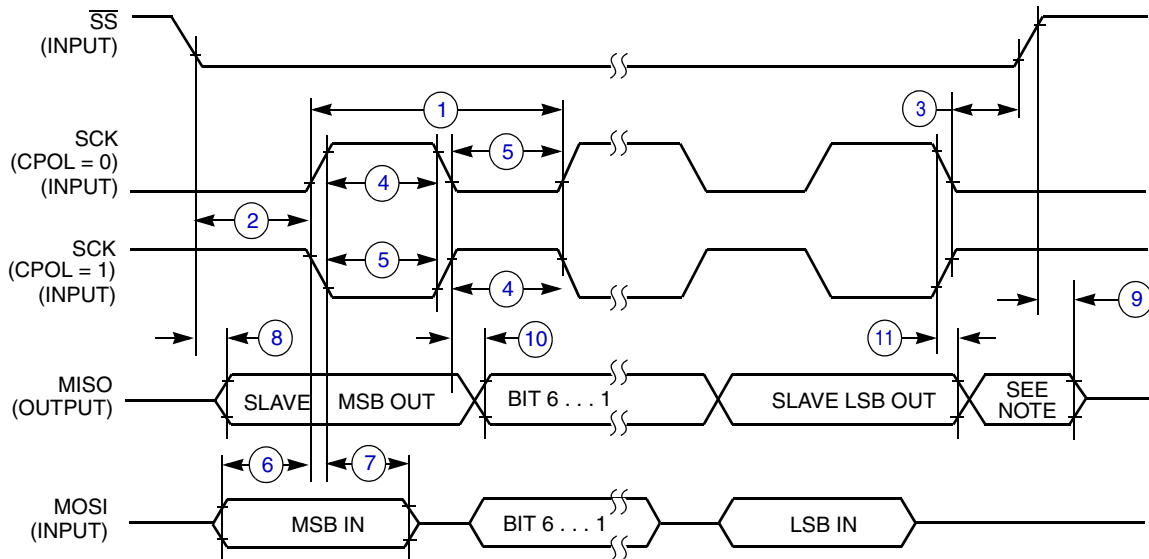 SS
(INPUT)
1
3
SCK
(CPOL = 0)
(INPUT)
5
4
2
SCK
(CPOL = 1)
(INPUT)
5
4
9
8
10
11
MISO
(OUTPUT)
SLAVE MSB OUT
BIT 6 . . . 1
SLAVE LSB OUT
SEE
NOTE
6
7
MOSI
(INPUT)
MSB IN
BIT 6 . . . 1
LSB IN